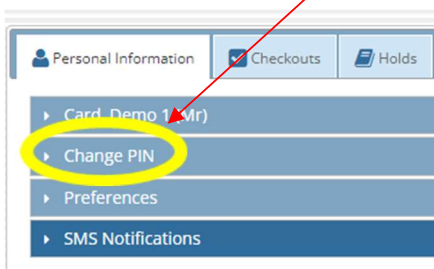 Personal Information Checkouts Holds
Card, Demo 1 (Mr)
Change PIN
Preferences
SMS Notifications